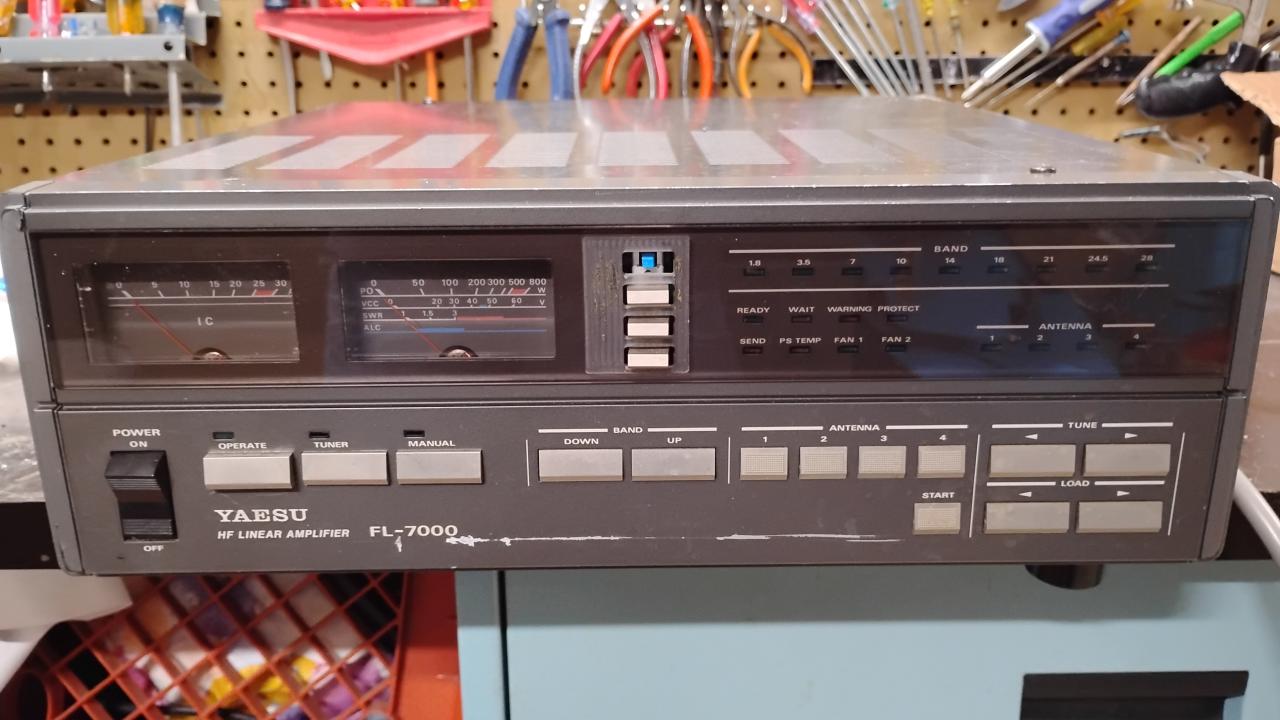 BAND
1.8 3.5 7 10 14 18 21 24.5 28
0 5 10 15 20 25 30
IC
0 50 100 200 300 500 800
PO W
VCC 20 30 40 50 60 V
SWR 1 1.5 3
ALC
READY WAIT WARNING PROTECT
SEND PS TEMP FAN 1 FAN 2
ANTENNA
1 2 3 4
POWER
ON
OFF
OPERATE TUNER MANUAL
BAND
DOWN UP
ANTENNA
1 2 3 4
START
TUNE
◄ ►
LOAD
◄ ►
YAESU
HF LINEAR AMPLIFIER FL-7000